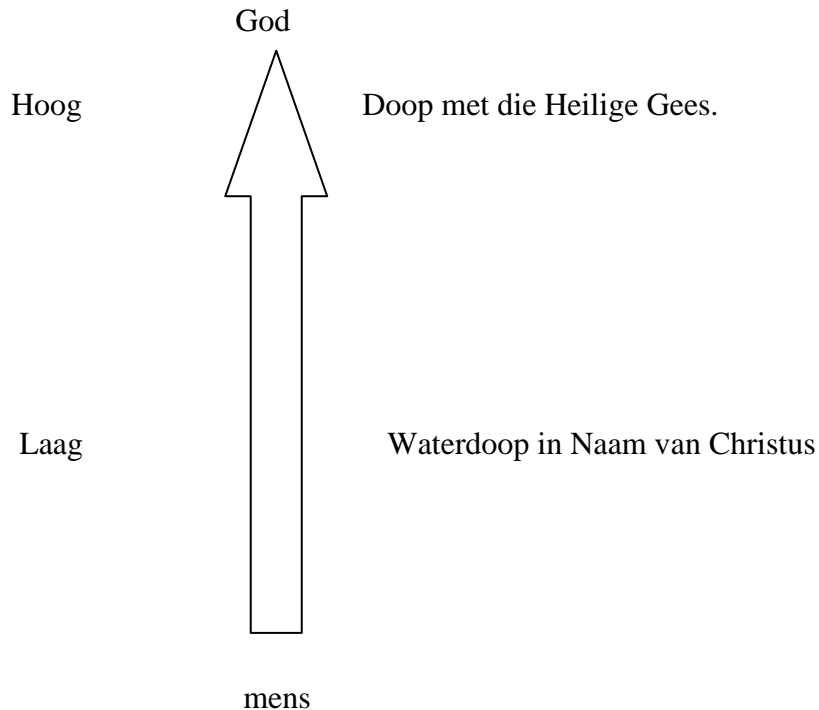 God
Hoog Doop met die Heilige Gees.
Laag Waterdoop in Naam van Christus
mens